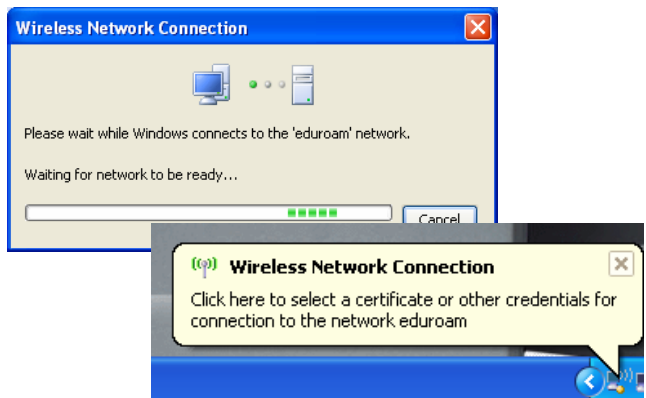 Wireless Network Connection
Please wait while Windows connects to the 'eduroam' network.
Waiting for network to be ready...
Cancel
Wireless Network Connection
Click here to select a certificate or other credentials for
connection to the network eduroam